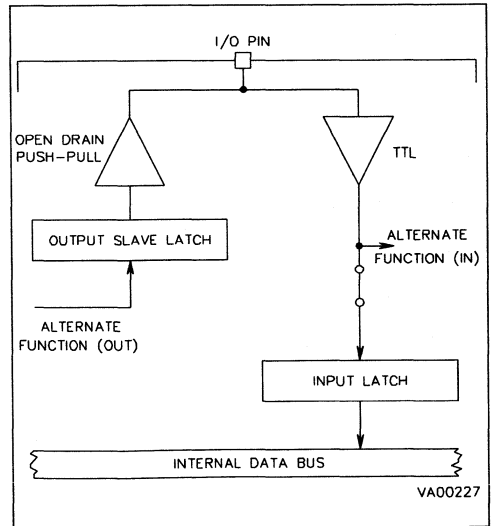 I/O PIN
OPEN DRAIN
PUSH-PULL
TTL
OUTPUT SLAVE LATCH
ALTERNATE
FUNCTION (IN)
ALTERNATE
FUNCTION (OUT)
INPUT LATCH
INTERNAL DATA BUS
VA00227